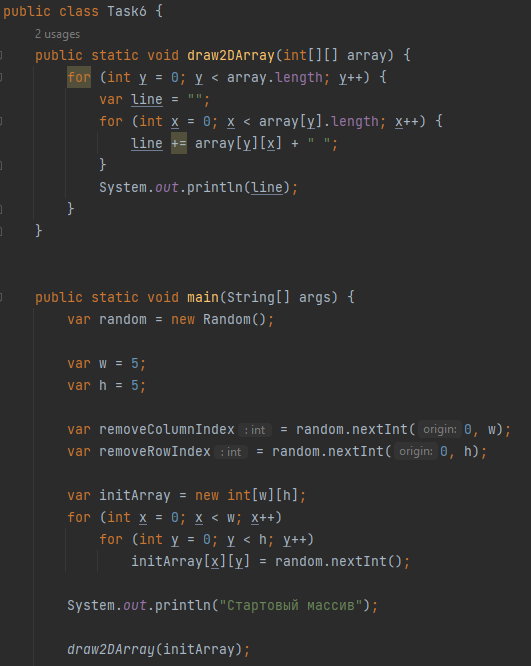 public class Task6 {
2 usages
public static void draw2DArray(int[][] array) {
for (int y = 0; y < array.length; y++) {
var line = "";
for (int x = 0; x < array[y].length; x++) {
line += array[y][x] + " ";
}
System.out.println(line);
}
}
public static void main(String[] args) {
var random = new Random();
var w = 5;
var h = 5;
var removeColumnIndex : int = random.nextInt( origin: 0, w);
var removeRowIndex : int = random.nextInt( origin: 0, h);
var initArray = new int[w][h];
for (int x = 0; x < w; x++)
for (int y = 0; y < h; y++)
initArray[x][y] = random.nextInt();
System.out.println("Стартовый массив");
draw2DArray(initArray);